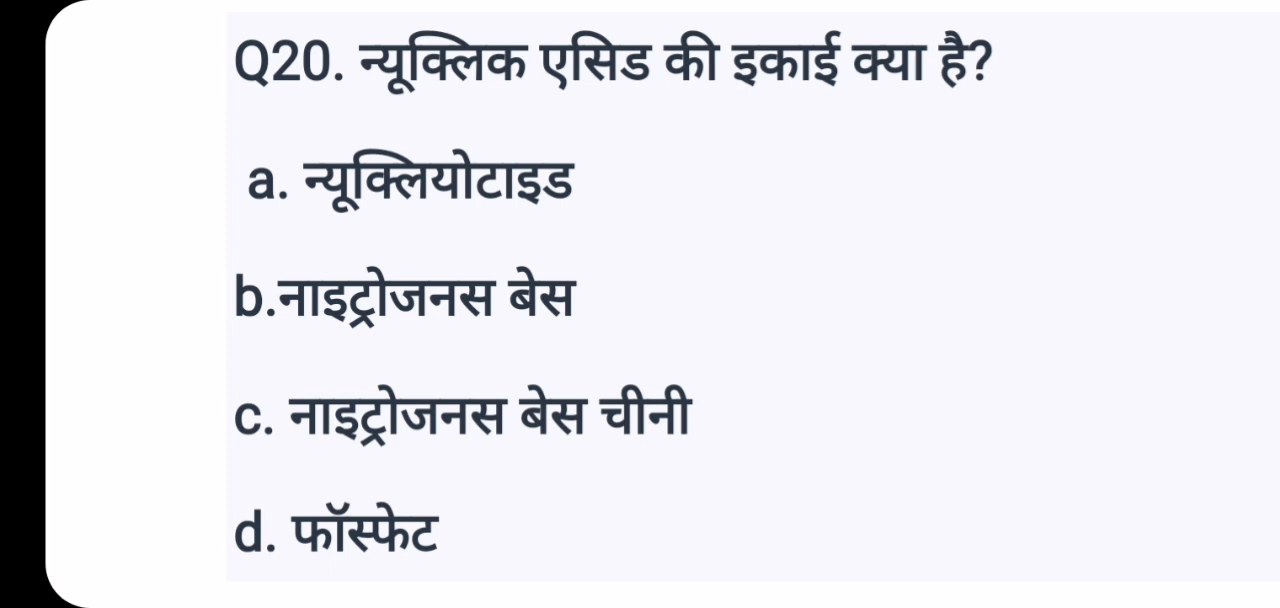 Q20. न्यूक्लिक एसिड की इकाई क्या है?
a. न्यूक्लियोटाइड
b.नाइट्रोजनस बेस
c. नाइट्रोजनस बेस चीनी
d. फॉस्फेट